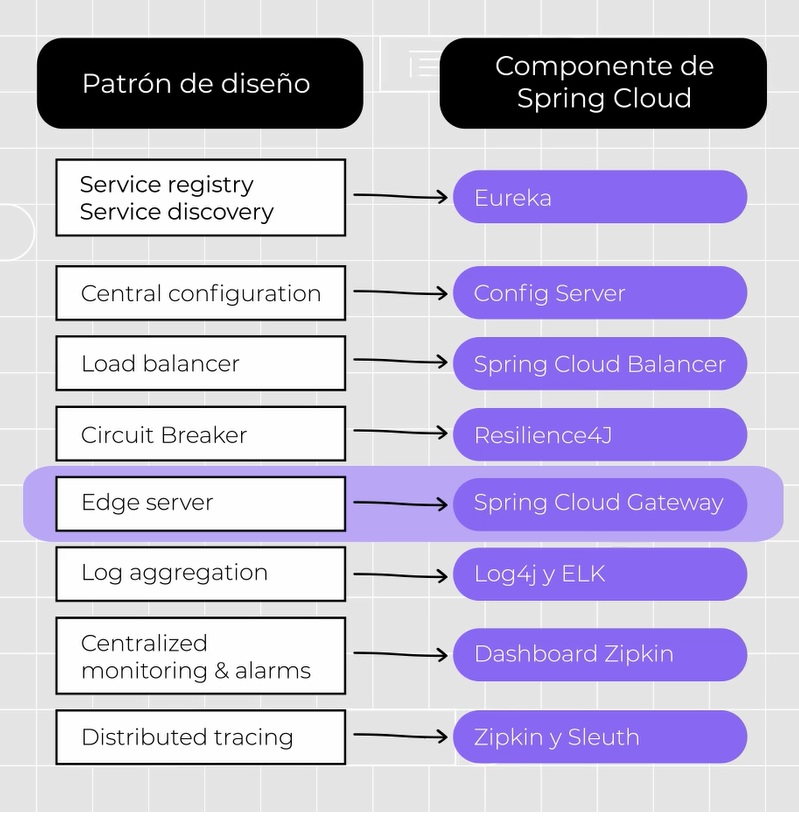 Patrón de diseño
Componente de
Spring Cloud
Service registry
Service discovery
Eureka
Central configuration
Config Server
Load balancer
Spring Cloud Balancer
Circuit Breaker
Resilience4J
Edge server
Spring Cloud Gateway
Log aggregation
Log4j y ELK
Centralized
monitoring & alarms
Dashboard Zipkin
Distributed tracing
Zipkin y Sleuth